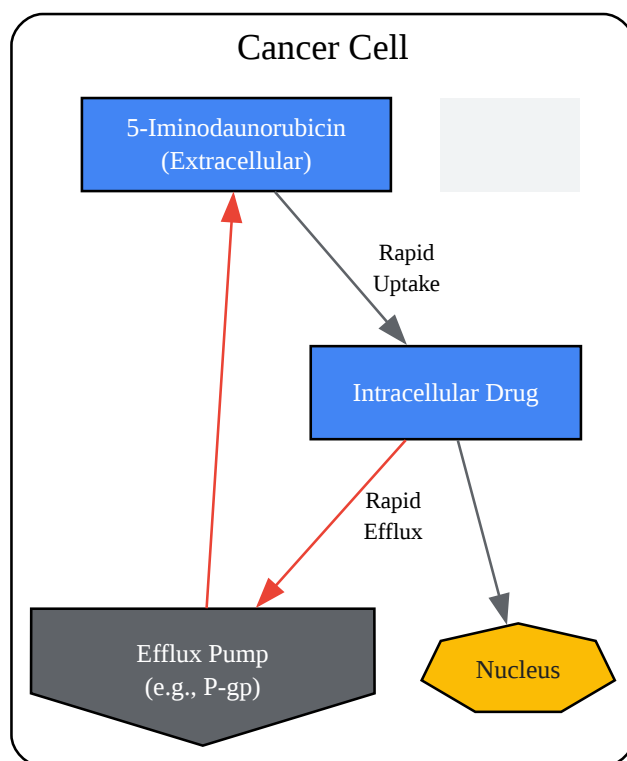 Cancer Cell
5-Iminodaunorubicin
(Extracellular)
Rapid
Uptake
Intracellular Drug
Rapid
Efflux
Efflux Pump
(e.g., P-gp)
Nucleus